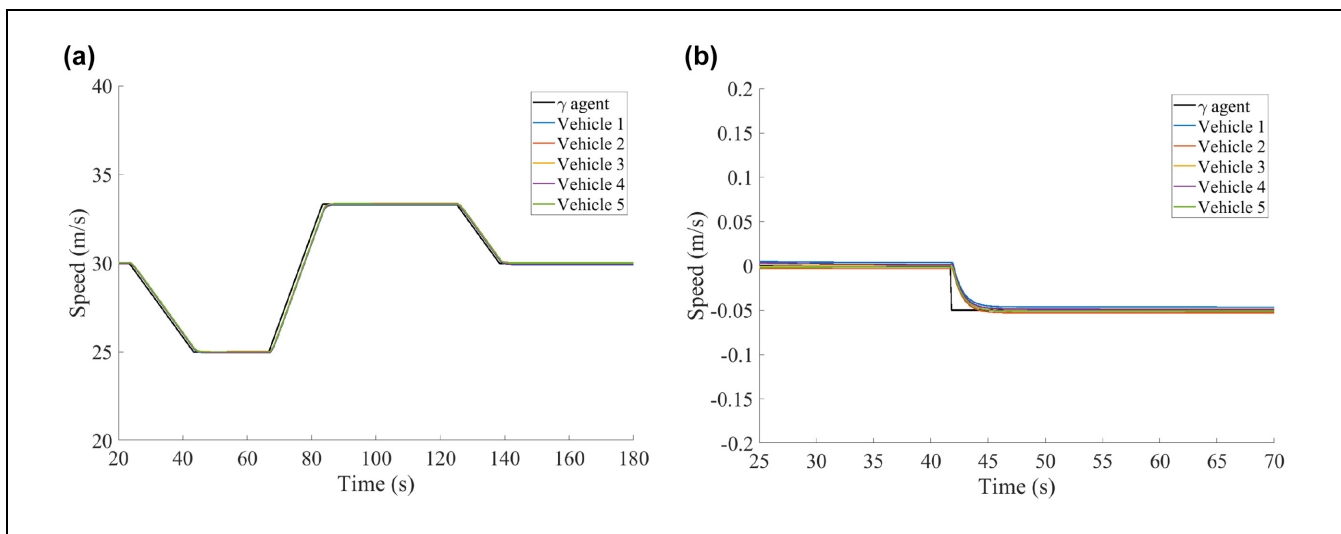 (a)
40
35
30
25
20
Speed (m/s)
20 40 60 80 100 120 140 160 180
Time (s)
γ agent
Vehicle 1
Vehicle 2
Vehicle 3
Vehicle 4
Vehicle 5
(b)
0.2
0.15
0.1
0.05
0
-0.05
-0.1
-0.15
-0.2
Speed (m/s)
25 30 35 40 45 50 55 60 65 70
Time (s)
γ agent
Vehicle 1
Vehicle 2
Vehicle 3
Vehicle 4
Vehicle 5